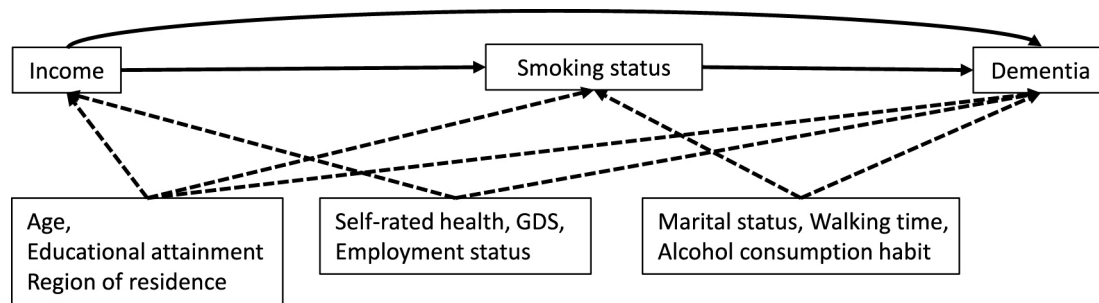 Income
Smoking status
Dementia
Age,
Educational attainment
Region of residence
Self-rated health, GDS,
Employment status
Marital status, Walking time,
Alcohol consumption habit